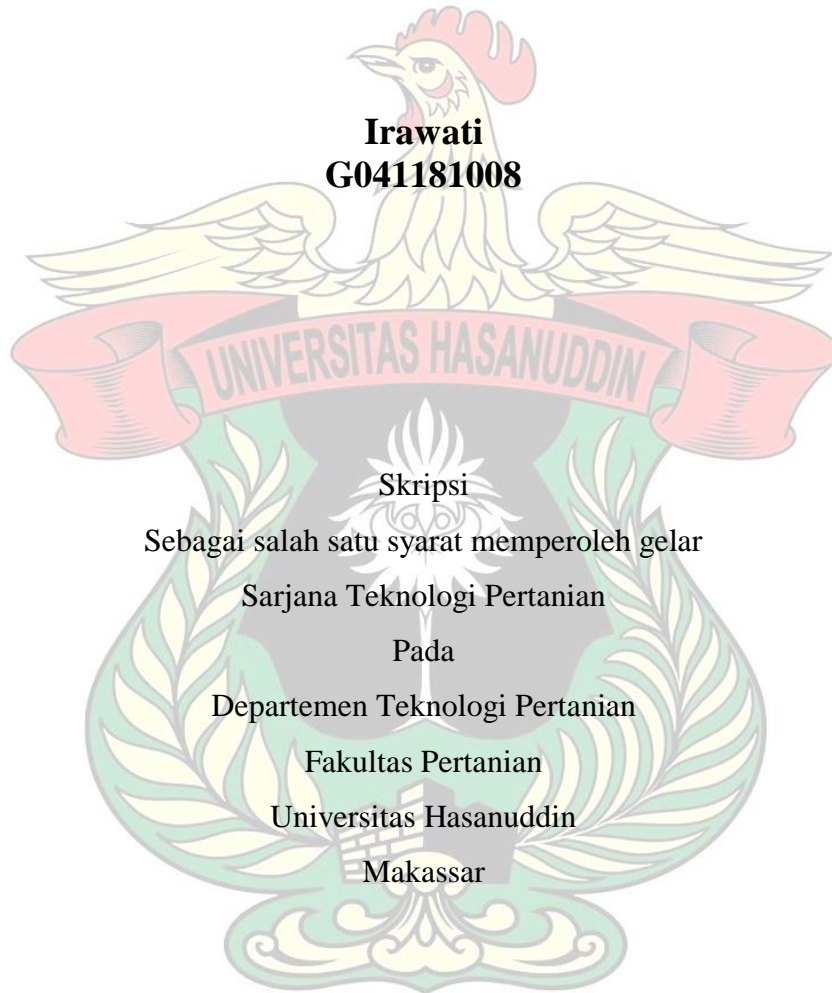 Irawati
G041181008
UNIVERSITAS HASANUDDIN
Skripsi
Sebagai salah satu syarat memperoleh gelar
Sarjana Teknologi Pertanian
Pada
Departemen Teknologi Pertanian
Fakultas Pertanian
Universitas Hasanuddin
Makassar